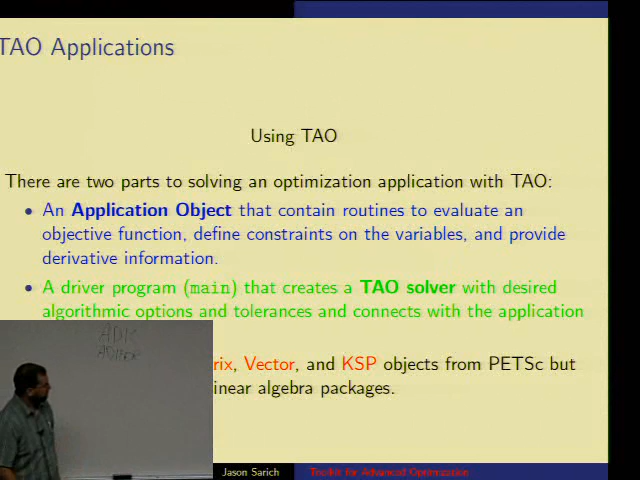 TAO Applications
Using TAO
There are two parts to solving an optimization application with TAO:
• An Application Object that contain routines to evaluate an
objective function, define constraints on the variables, and provide
derivative information.
• A driver program (main) that creates a TAO solver with desired
algorithmic options and tolerances and connects with the application
rix, Vector, and KSP objects from PETSc but
inear algebra packages.
Jason Sarich
Toolkit for Advanced Optimization